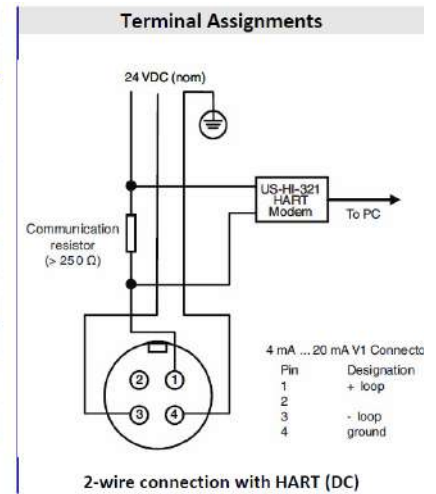 Terminal Assignments
24 VDC (nom)
US-HI-321
HART
Modem
To PC
Communication
resistor
(> 250 Ω)
4 mA ... 20 mA V1 Connecto
Pin Designation
1 + loop
2
3 - loop
4 ground
2 1
3 4
2-wire connection with HART (DC)